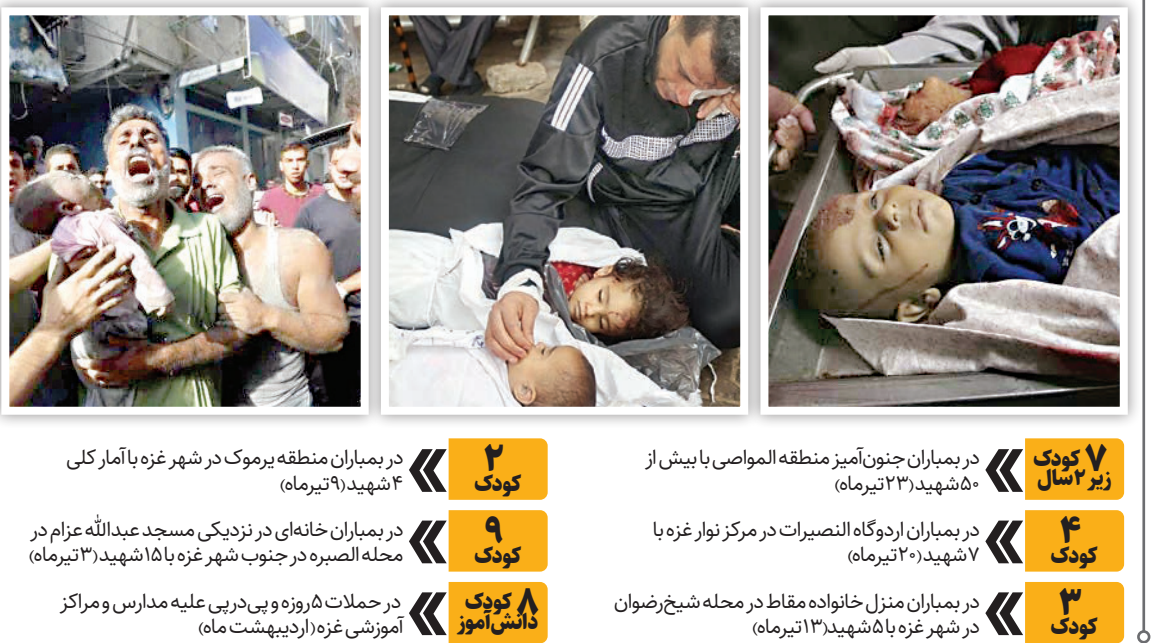 ۷ کودک
زیر ۲ سال
در بمباران جنون‌آمیز منطقه المواصی با بیش از
۵۰ شهید (۲۳ تیرماه)
۴
کودک
در بمباران اردوگاه النصیرات در مرکز نوار غزه با
۷ شهید (۲۰ تیرماه)
۳
کودک
در بمباران منزل خانواده مقاط در محله شیخ‌رضوان
در شهر غزه با ۵ شهید (۱۳ تیرماه)
۲
کودک
در بمباران منطقه یرموک در شهر غزه با آمار کلی
۴ شهید (۹ تیرماه)
۹
کودک
در بمباران خانه‌ای در نزدیکی مسجد عبدالله عزام در
محله الصبره در جنوب شهر غزه با ۱۵ شهید (۳ تیرماه)
۸ کودک
دانش‌آموز
در حملات ۵ روزه و پی‌درپی علیه مدارس و مراکز
آموزشی غزه (اردیبهشت ماه)